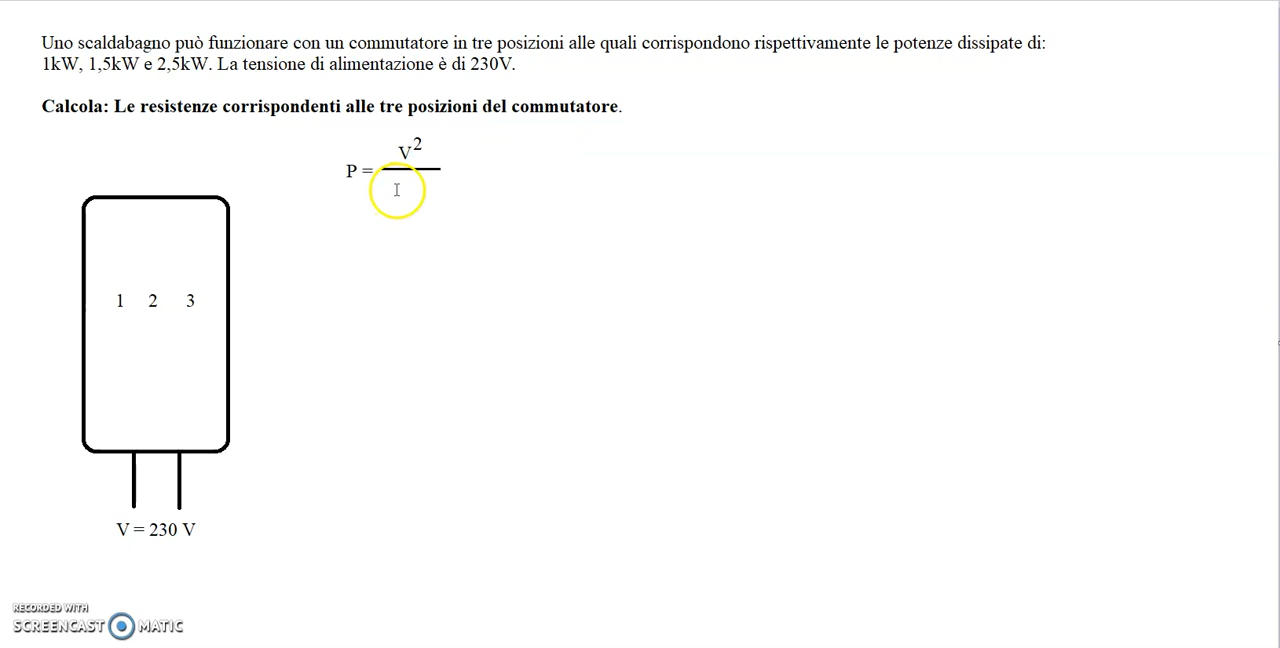 Uno scaldabagno può funzionare con un commutatore in tre posizioni alle quali corrispondono rispettivamente le potenze dissipate di:
1kW, 1,5kW e 2,5kW. La tensione di alimentazione è di 230V.
Calcola: Le resistenze corrispondenti alle tre posizioni del commutatore.
V²
P =
1 2 3
V = 230 V
RECORDED WITH
SCREENCAST MATIC